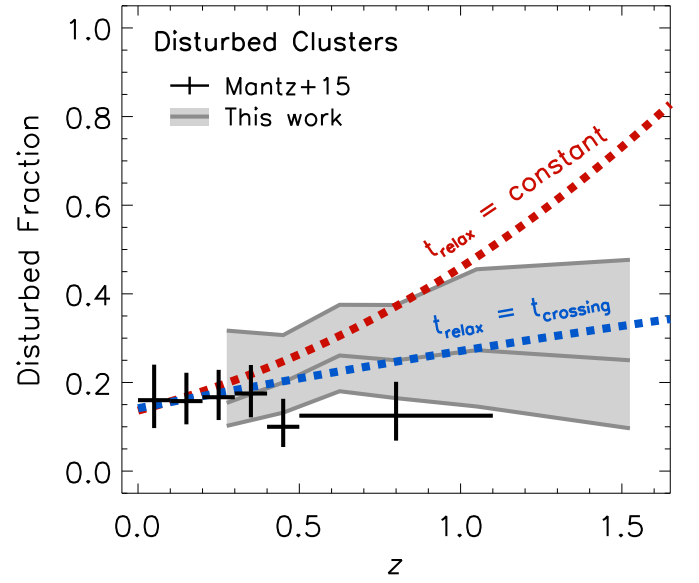 Disturbed Clusters
Mantz+15
This work
t_relax = constant
t_relax = t_crossing
Disturbed Fraction
1.0
0.8
0.6
0.4
0.2
0.0
0.0 0.5 1.0 1.5
z